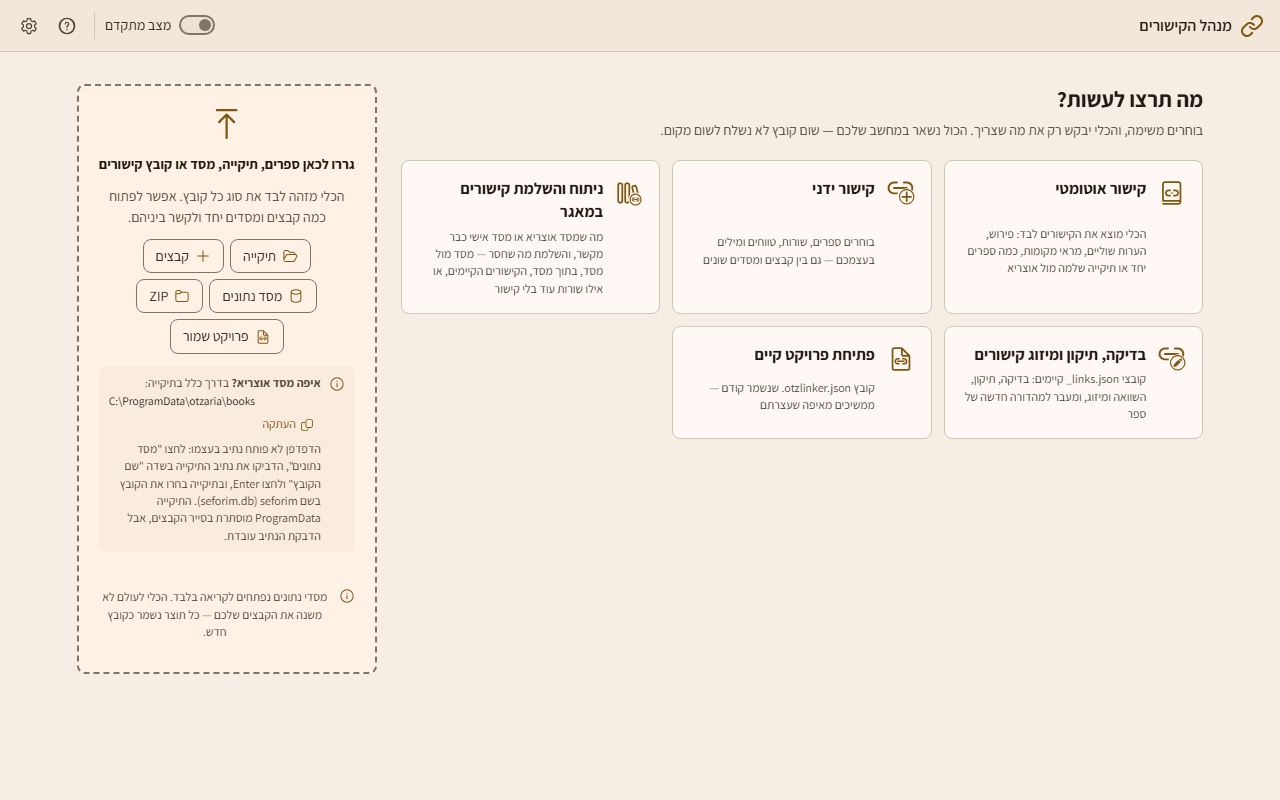 מנהל הקישורים
מצב מתקדם
מה תרצו לעשות?
בוחרים משימה, והכלי יבקש רק את מה שצריך. הכול נשאר במחשב שלכם — שום קובץ לא נשלח לשום מקום.
קישור אוטומטי
הכלי מוצא את הקישורים לבד: פירוש,
הערות שוליים, מראי מקומות, כמה ספרים
יחד או תיקייה שלמה מול אוצריא
קישור ידני
בוחרים ספרים, שורות, טווחים ומילים
בעצמכם — גם בין קבצים ומסדים שונים
ניתוח והשלמת קישורים
במאגר
מה שמסד אוצריא או מסד אישי כבר
מקשר, והשלמת מה שחסר — מסד מול
מסד, בתוך מסד, הקישורים הקיימים, או
אילו שורות עוד בלי קישור
בדיקה, תיקון ומיזוג קישורים
קובצי ‎_links.json קיימים: בדיקה, תיקון,
השוואה ומיזוג, ומעבר למהדורה חדשה של
ספר
פתיחת פרויקט קיים
קובץ ‎.otzlinker.json שנשמר קודם —
ממשיכים מאיפה שעצרתם
גררו לכאן ספרים, תיקייה, מסד או קובץ קישורים
הכלי מזהה לבד את סוג כל קובץ. אפשר לפתוח
כמה קבצים ומסדים יחד ולקשר ביניהם.
תיקייה
קבצים
מסד נתונים
ZIP
פרויקט שמור
איפה מסד אוצריא? בדרך כלל בתיקייה:
C:\ProgramData\otzaria\books
העתקה
הדפדפן לא פותח נתיב בעצמו: לחצו "מסד
נתונים", הדביקו את נתיב התיקייה בשדה "שם
הקובץ" ולחצו Enter, ובתיקייה בחרו את הקובץ
בשם seforim (seforim.db). התיקייה
ProgramData מוסתרת בסייר הקבצים, אבל
הדבקת הנתיב עובדת.
מסדי נתונים נפתחים לקריאה בלבד. הכלי לעולם לא
משנה את הקבצים שלכם — כל תוצר נשמר כקובץ
חדש.